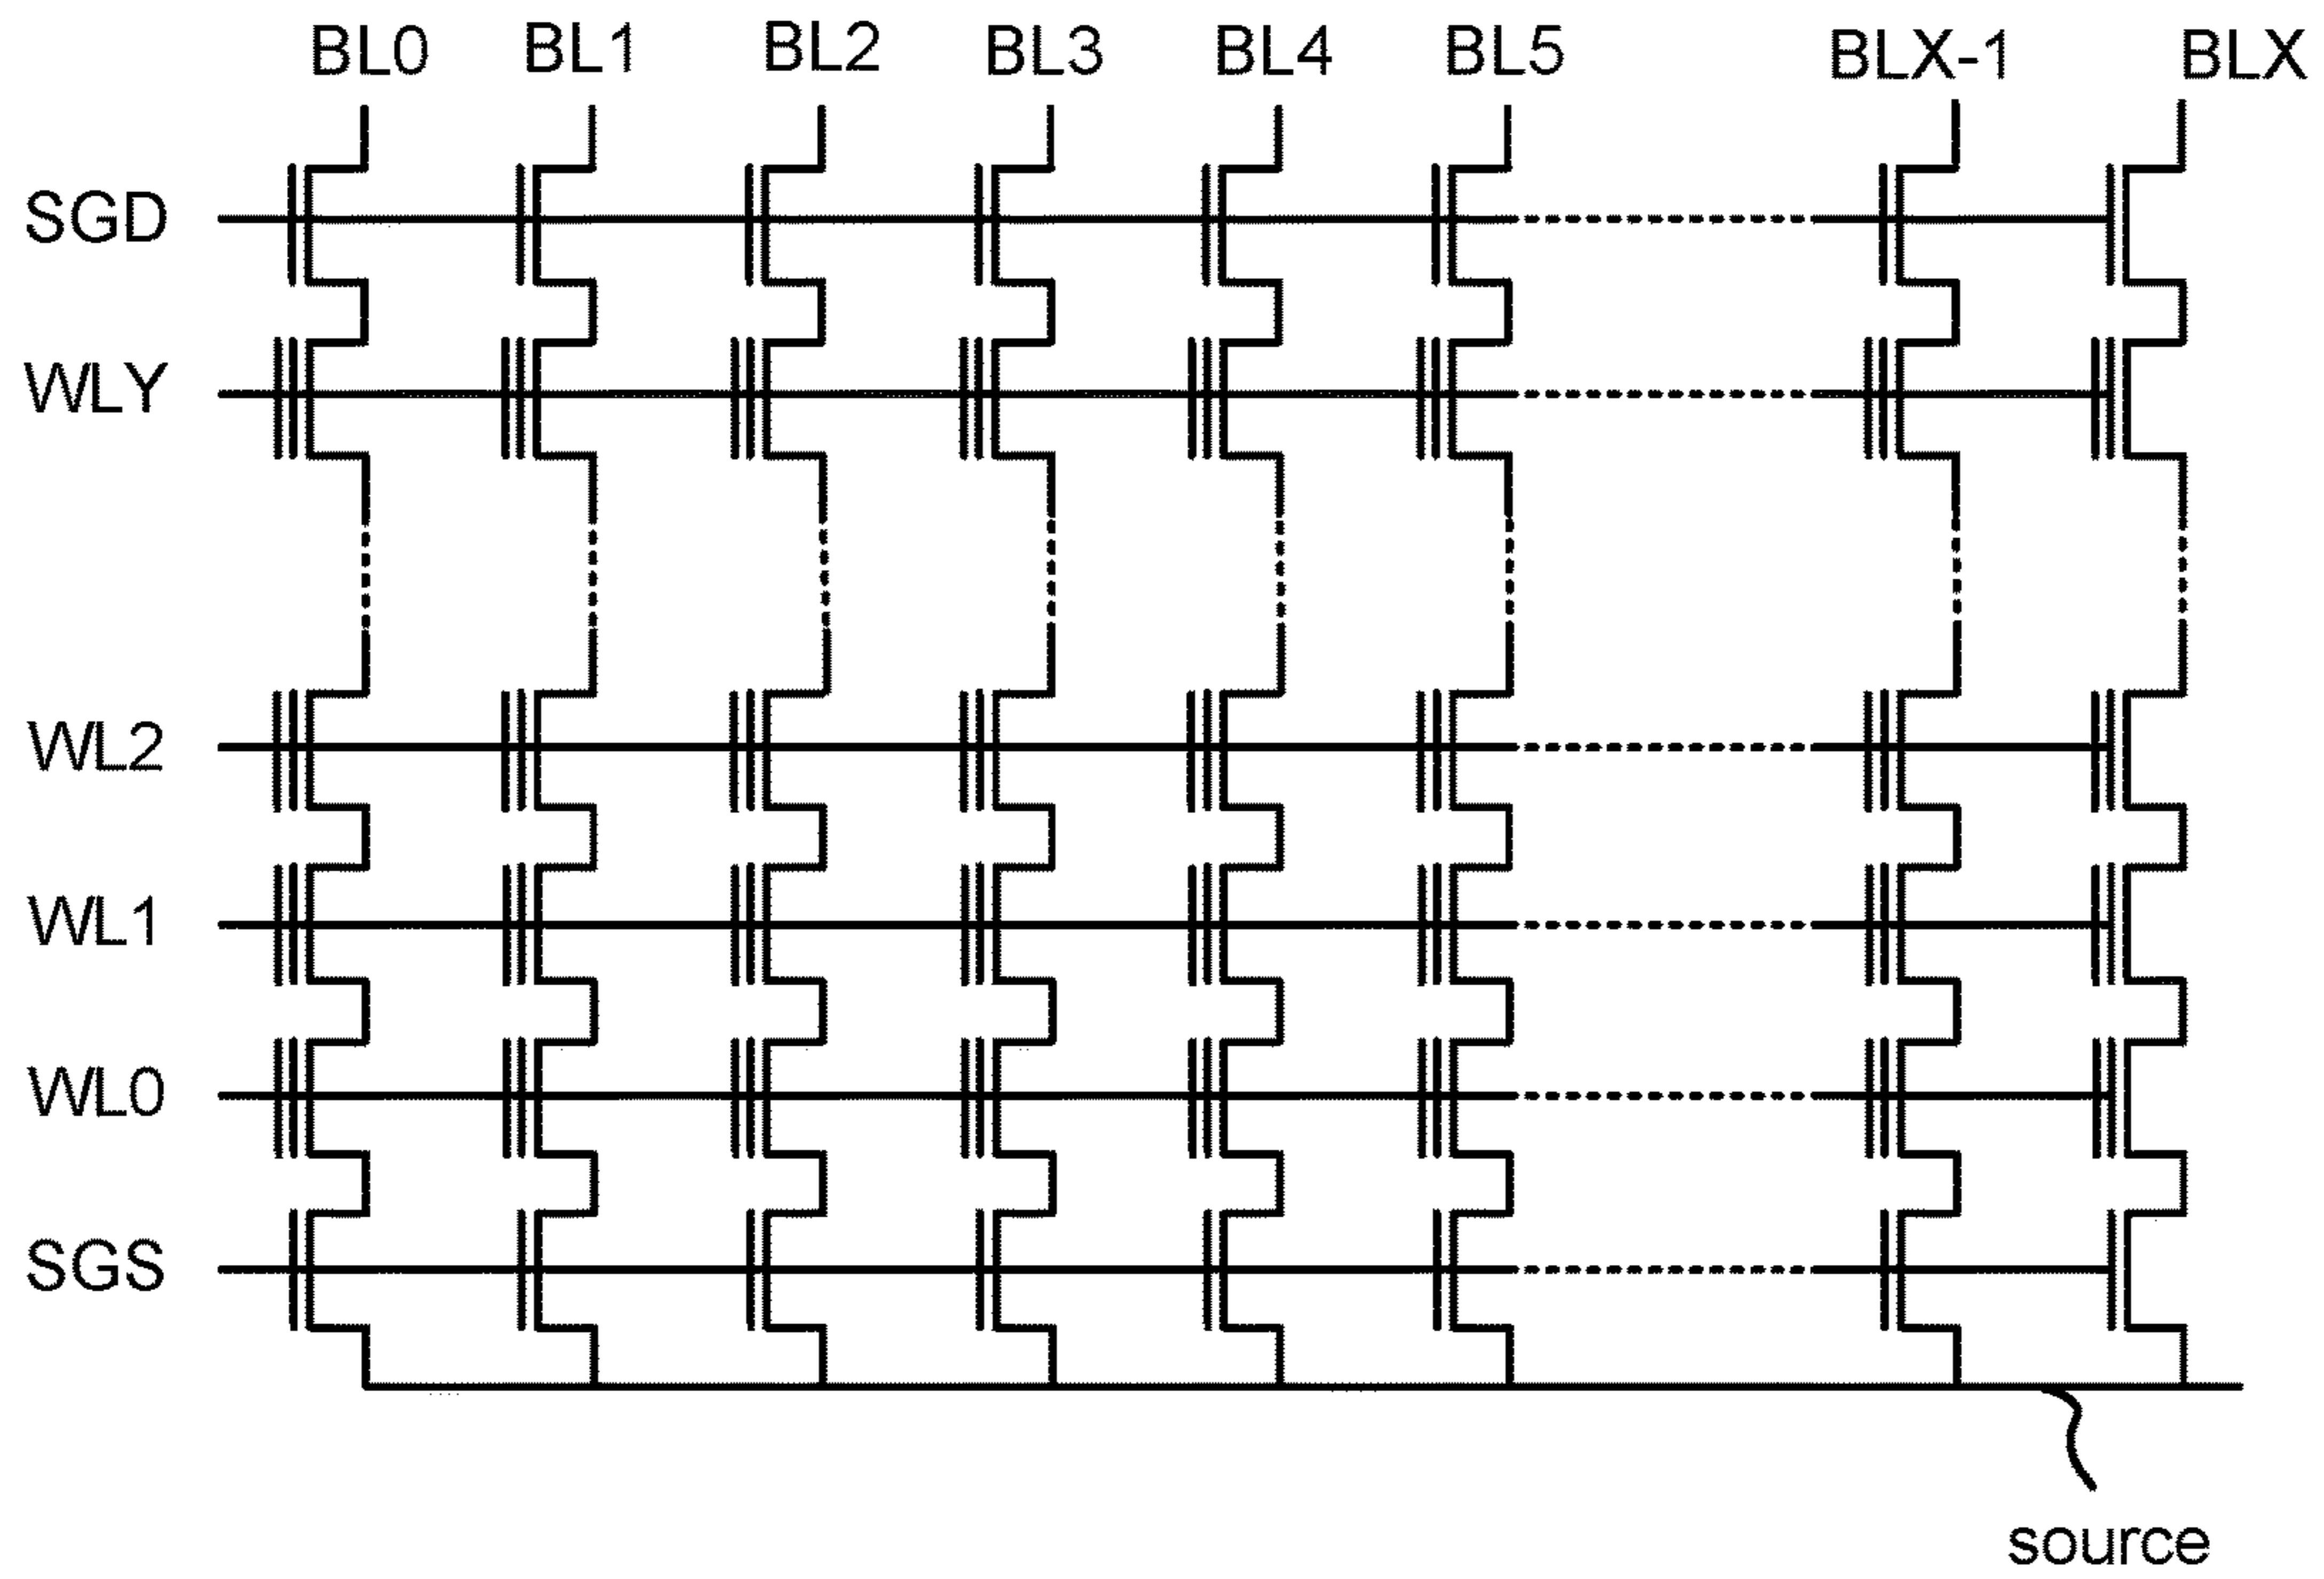 BL0 BL1 BL2 BL3 BL4 BL5 BLX-1 BLX
SGD
WLY
WL2
WL1
WL0
SGS
source